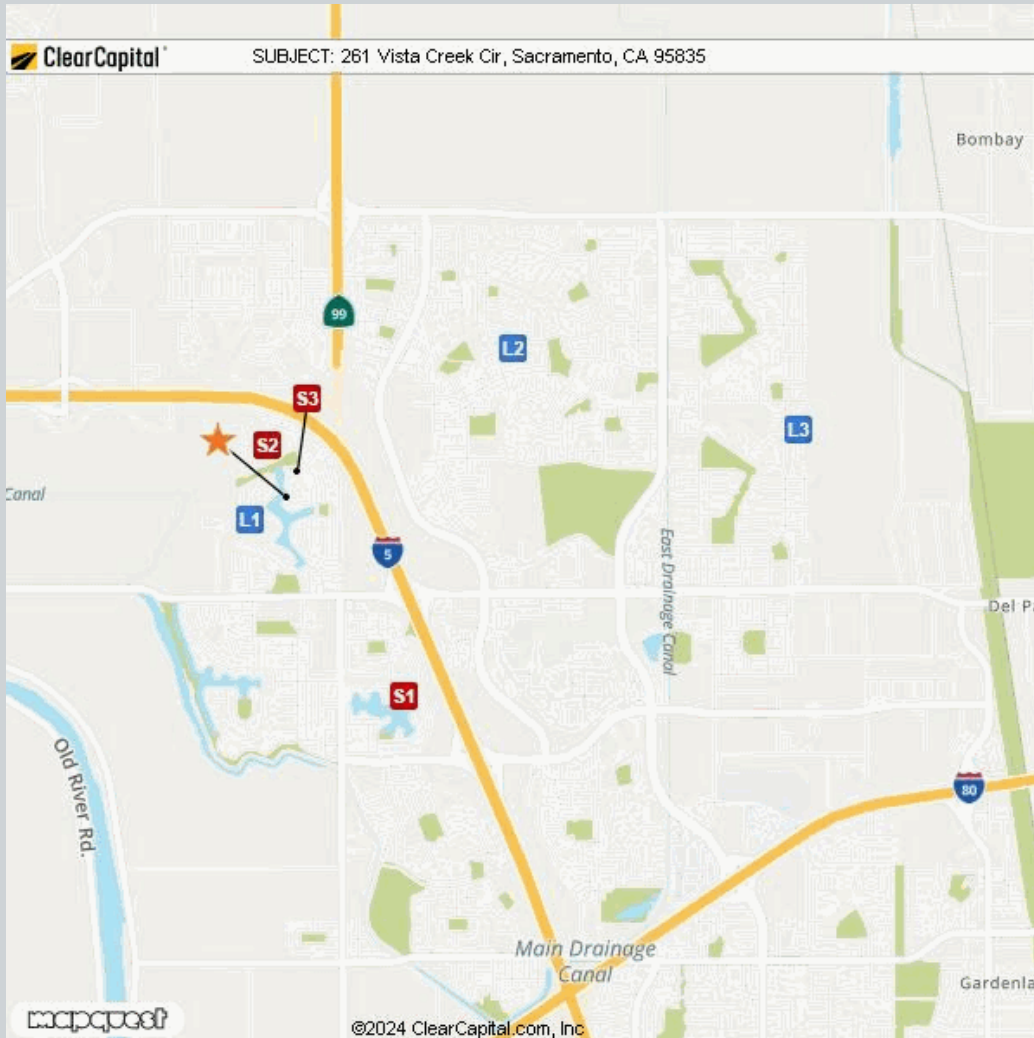 ClearCapital
SUBJECT: 261 Vista Creek Cir, Sacramento, CA 95835
Bombay
99
L2
S3
L3
S2
Canal
L1
5
East Drainage Canal
Del Pa
S1
Old River Rd.
80
Main Drainage
Canal
Gardenla
mapquest
©2024 ClearCapital.com, Inc